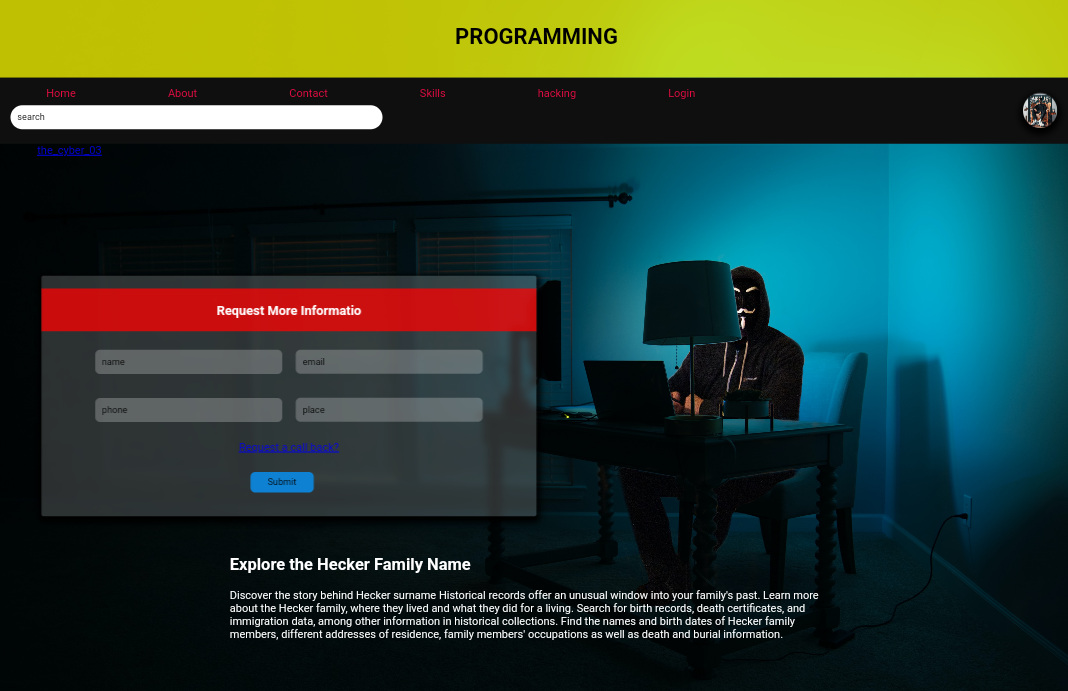 PROGRAMMING
Home About Contact Skills hacking Login
search
the_cyber_03
Request More Informatio
name email
phone place
Request a call back?
Submit
Explore the Hecker Family Name
Discover the story behind Hecker surname Historical records offer an unusual window into your family's past. Learn more
about the Hecker family, where they lived and what they did for a living. Search for birth records, death certificates, and
immigration data, among other information in historical collections. Find the names and birth dates of Hecker family
members, different addresses of residence, family members' occupations as well as death and burial information.